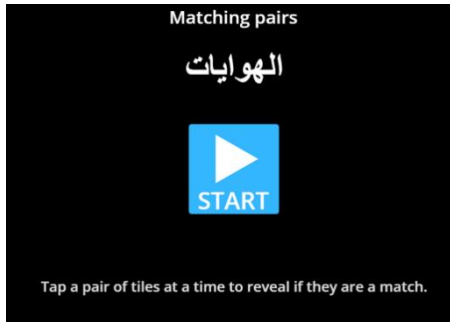 Matching pairs
الهوايات
START
Tap a pair of tiles at a time to reveal if they are a match.